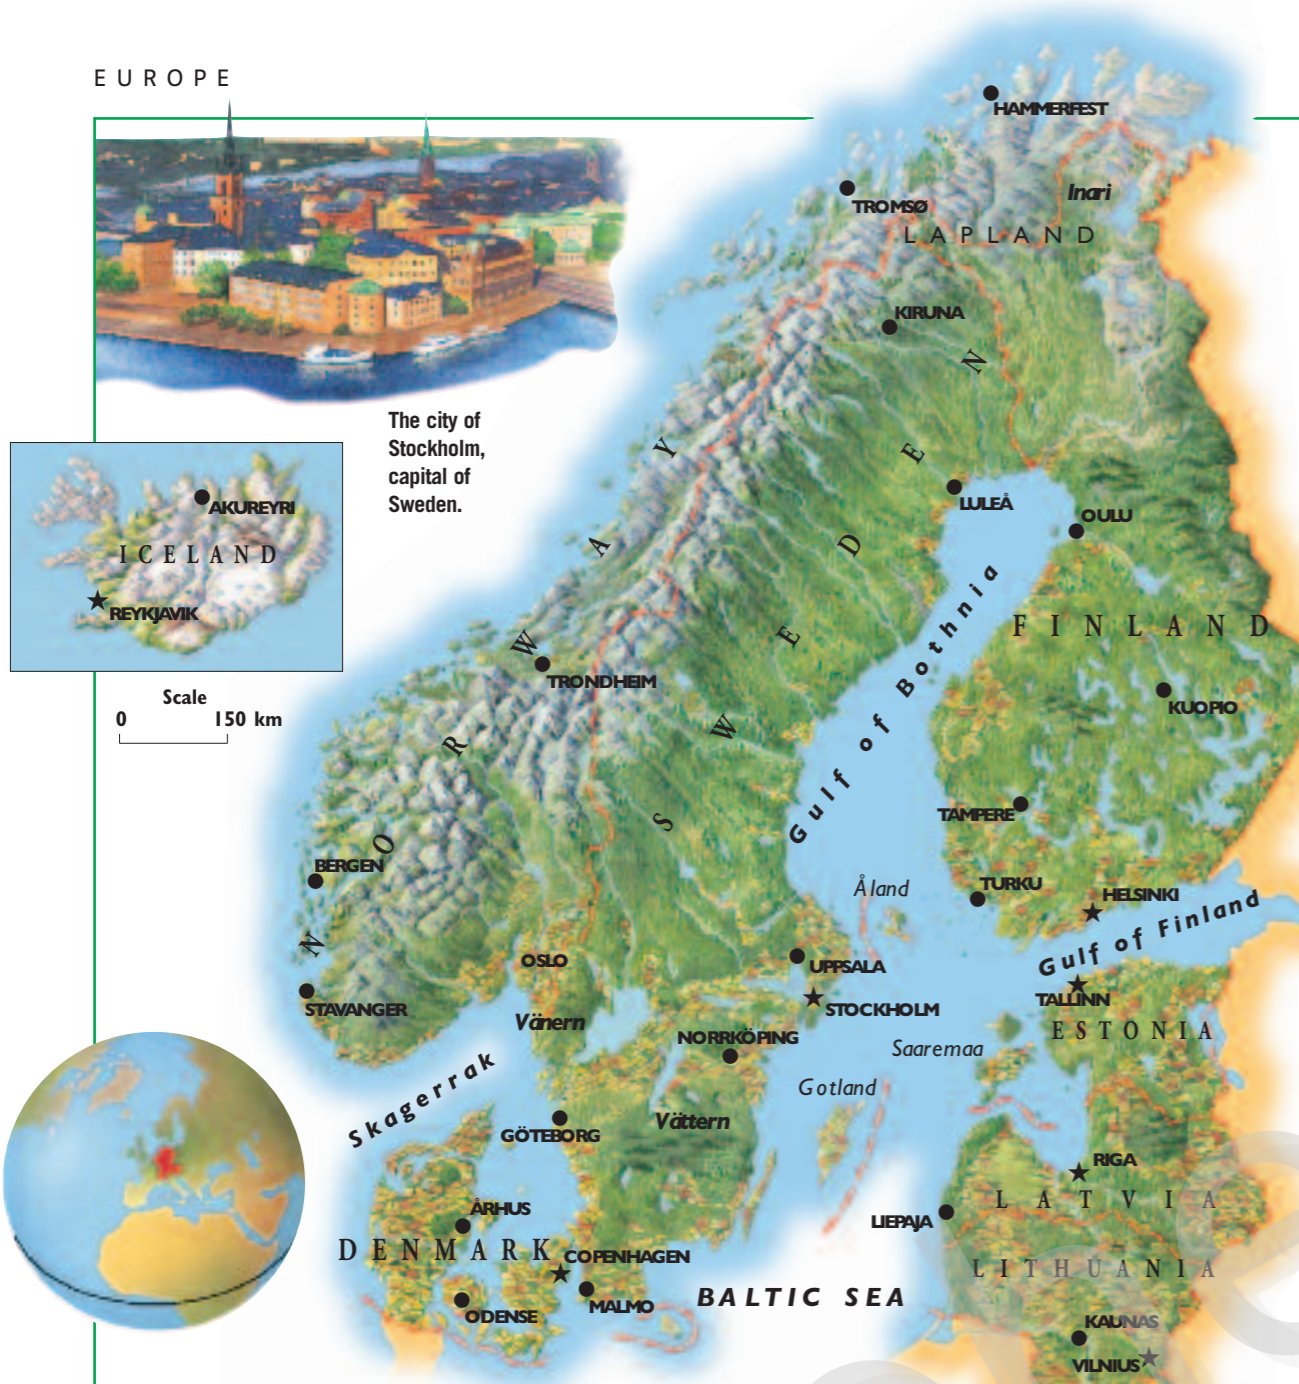 EUROPE
The city of
Stockholm,
capital of
Sweden.
HAMMERFEST
Inari
TROMSØ
LAPLAND
KIRUNA
NORWAY
SWEDEN
AKUREYRI
ICELAND
REYKJAVIK
Scale
0 150 km
LULEÅ
OULU
Gulf of Bothnia
FINLAND
TRONDHEIM
KUOPIO
TAMPERE
BERGEN
Åland
TURKU
HELSINKI
Gulf of Finland
OSLO
UPPSALA
STAVANGER
STOCKHOLM
TALLINN
Vänern
NORRKÖPING
ESTONIA
Saaremaa
Skagerrak
Gotland
GÖTEBORG
Vättern
RIGA
LATVIA
ÅRHUS
LIEPAJA
DENMARK
COPENHAGEN
LITHUANIA
MALMO
BALTIC SEA
ODENSE
KAUNAS
VILNIUS